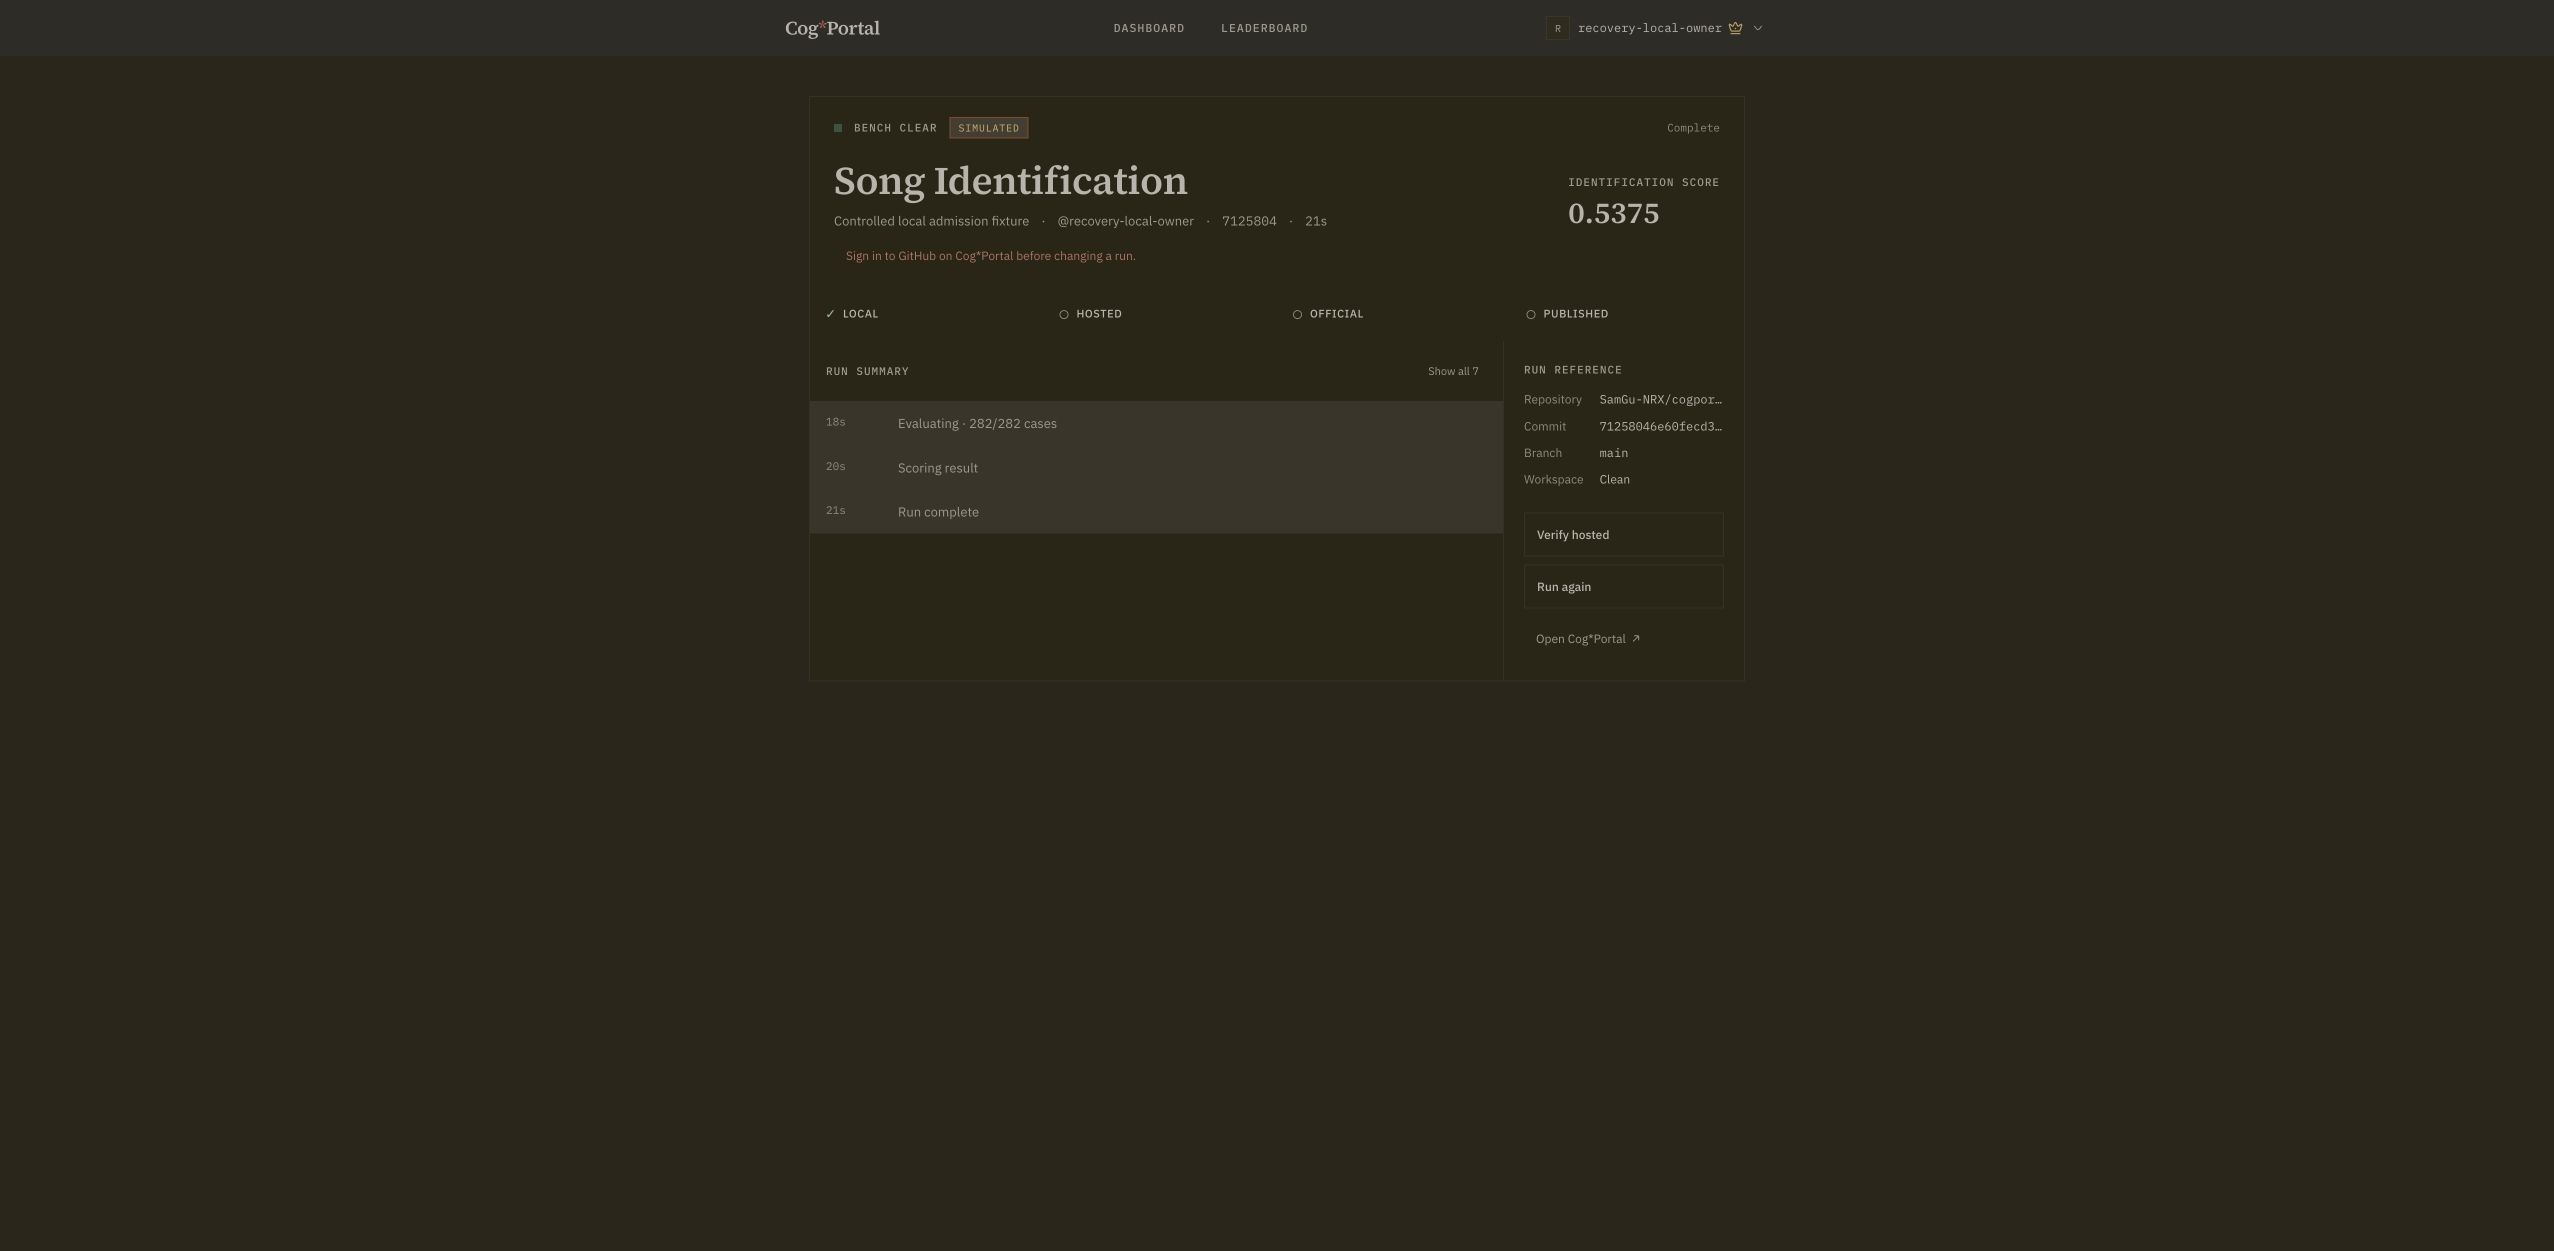 Cog*Portal
DASHBOARD
LEADERBOARD
R
recovery-local-owner
BENCH CLEAR
SIMULATED
Complete
Song Identification
Controlled local admission fixture · @recovery-local-owner · 7125804 · 21s
IDENTIFICATION SCORE
0.5375
Sign in to GitHub on Cog*Portal before changing a run.
✓ LOCAL
○ HOSTED
○ OFFICIAL
○ PUBLISHED
RUN SUMMARY
Show all 7
18s Evaluating · 282/282 cases
20s Scoring result
21s Run complete
RUN REFERENCE
Repository SamGu-NRX/cogpor…
Commit 71258046e60fecd3…
Branch main
Workspace Clean
Verify hosted
Run again
Open Cog*Portal ↗